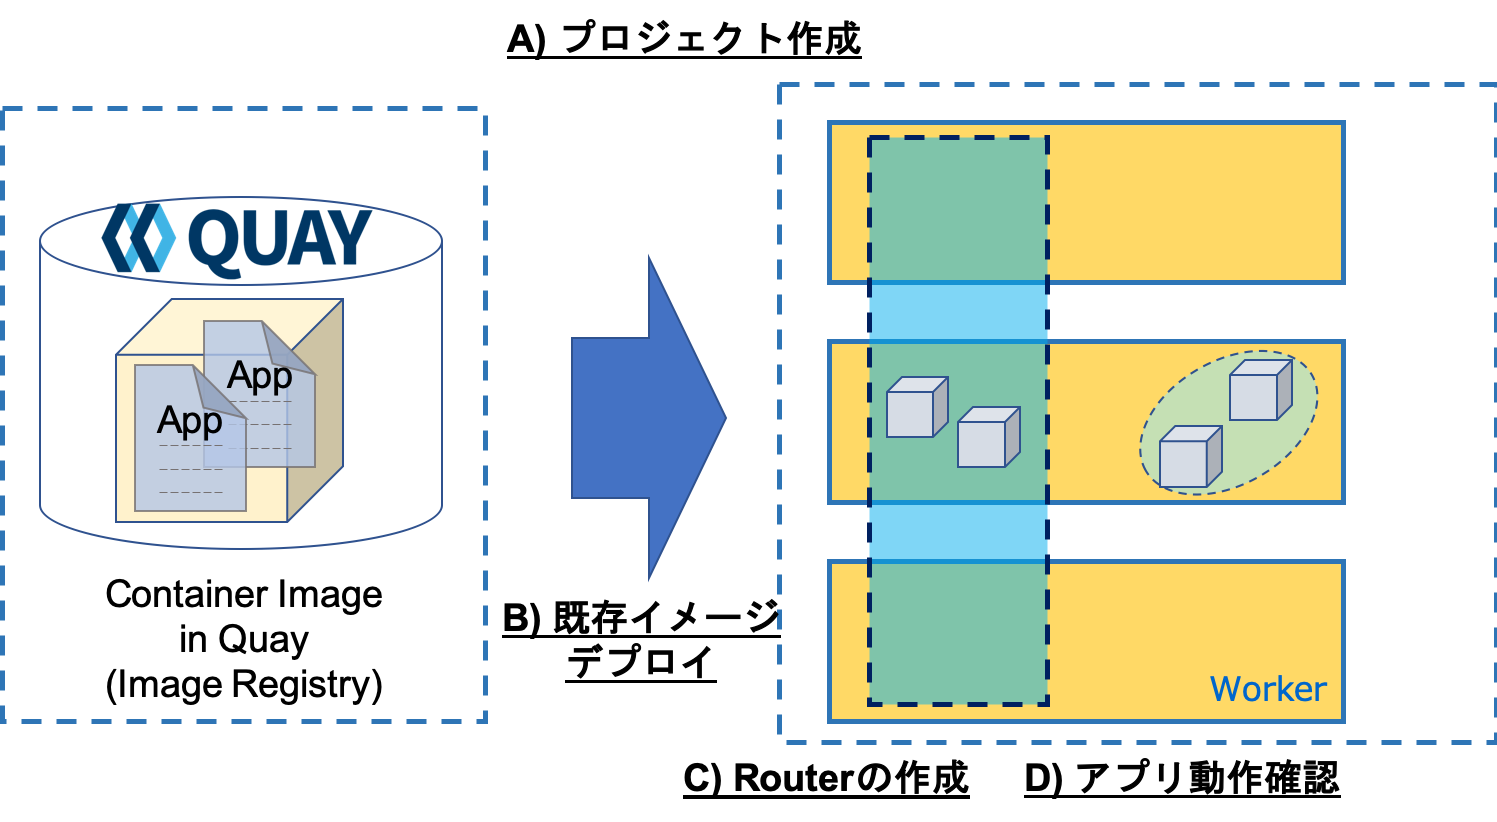 A) プロジェクト作成
QUAY
App
App
Container Image
in Quay
(Image Registry)
B) 既存イメージ
デプロイ
Worker
C) Routerの作成
D) アプリ動作確認